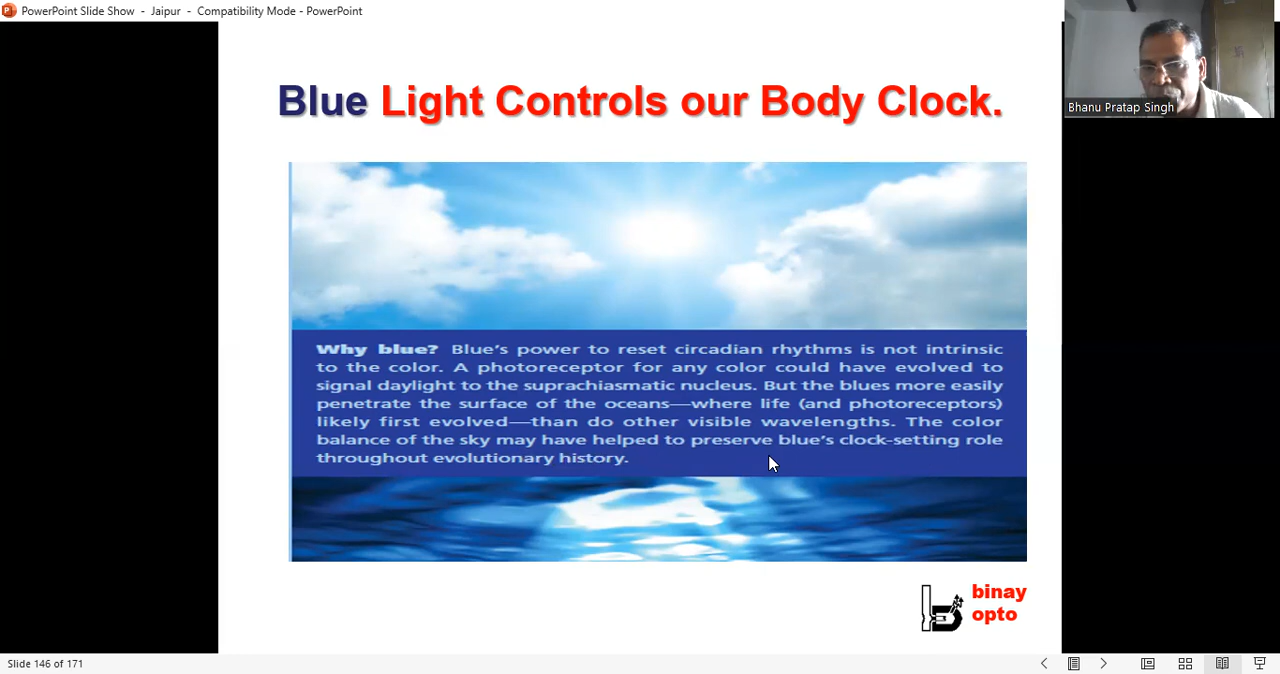 PowerPoint Slide Show - Jaipur - Compatibility Mode - PowerPoint
Bhanu Pratap Singh
Blue Light Controls our Body Clock.
Why blue? Blue's power to reset circadian rhythms is not intrinsic
to the color. A photoreceptor for any color could have evolved to
signal daylight to the suprachiasmatic nucleus. But the blues more easily
penetrate the surface of the oceans—where life (and photoreceptors)
likely first evolved—than do other visible wavelengths. The color
balance of the sky may have helped to preserve blue's clock-setting role
throughout evolutionary history.
binay
opto
Slide 146 of 171